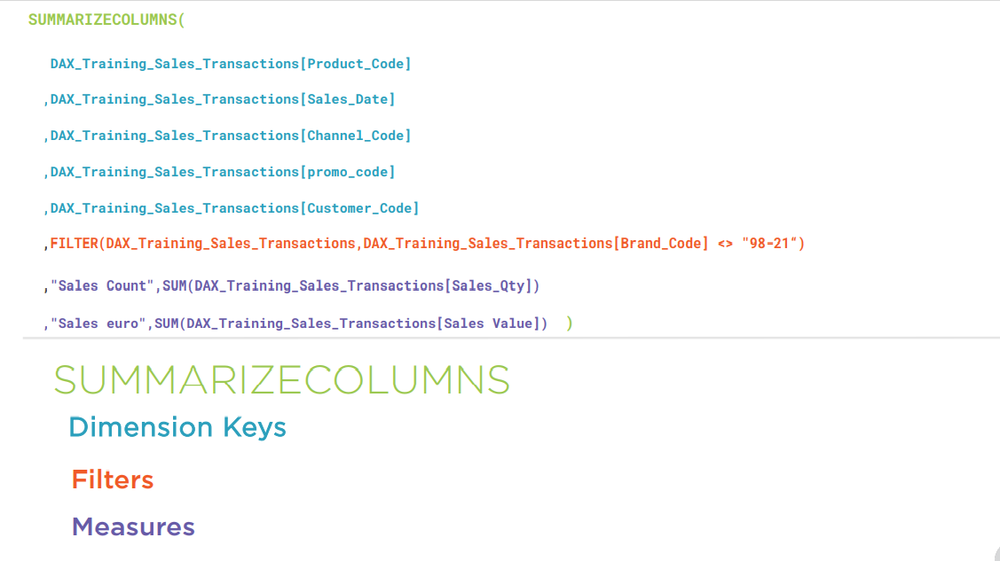 SUMMARIZECOLUMNS(
DAX_Training_Sales_Transactions[Product_Code]
,DAX_Training_Sales_Transactions[Sales_Date]
,DAX_Training_Sales_Transactions[Channel_Code]
,DAX_Training_Sales_Transactions[promo_code]
,DAX_Training_Sales_Transactions[Customer_Code]
,FILTER(DAX_Training_Sales_Transactions,DAX_Training_Sales_Transactions[Brand_Code] <> "98-21“)
,"Sales Count",SUM(DAX_Training_Sales_Transactions[Sales_Qty])
,"Sales euro",SUM(DAX_Training_Sales_Transactions[Sales Value]) )
SUMMARIZECOLUMNS
Dimension Keys
Filters
Measures